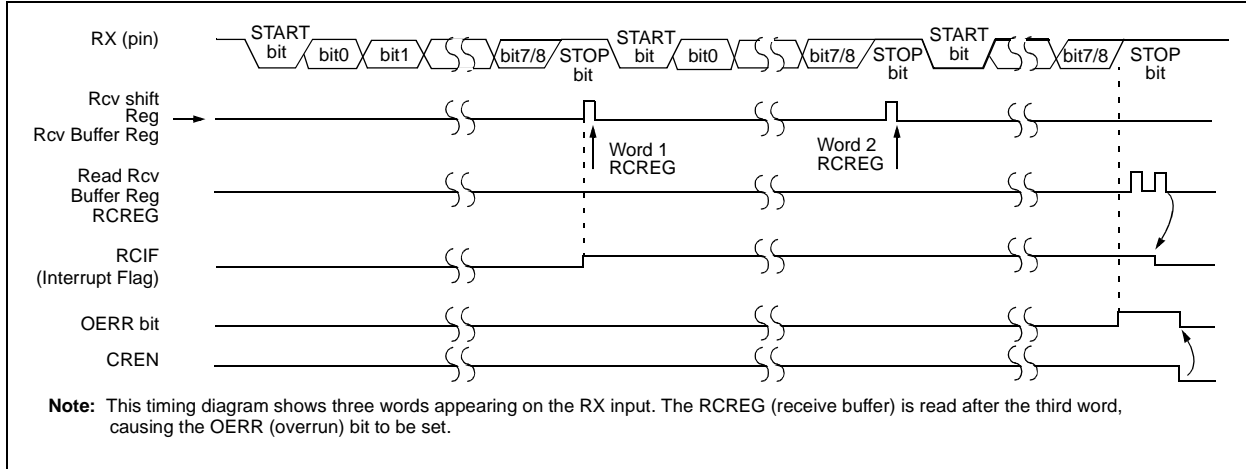 START START START
RX (pin) bit bit0 bit1 bit7/8 STOP bit bit0 bit7/8 STOP bit bit7/8 STOP
bit bit bit
Rcv shift
Reg
Rcv Buffer Reg
Word 1 Word 2
RCREG RCREG
Read Rcv
Buffer Reg
RCREG
RCIF
(Interrupt Flag)
OERR bit
CREN
Note: This timing diagram shows three words appearing on the RX input. The RCREG (receive buffer) is read after the third word,
causing the OERR (overrun) bit to be set.